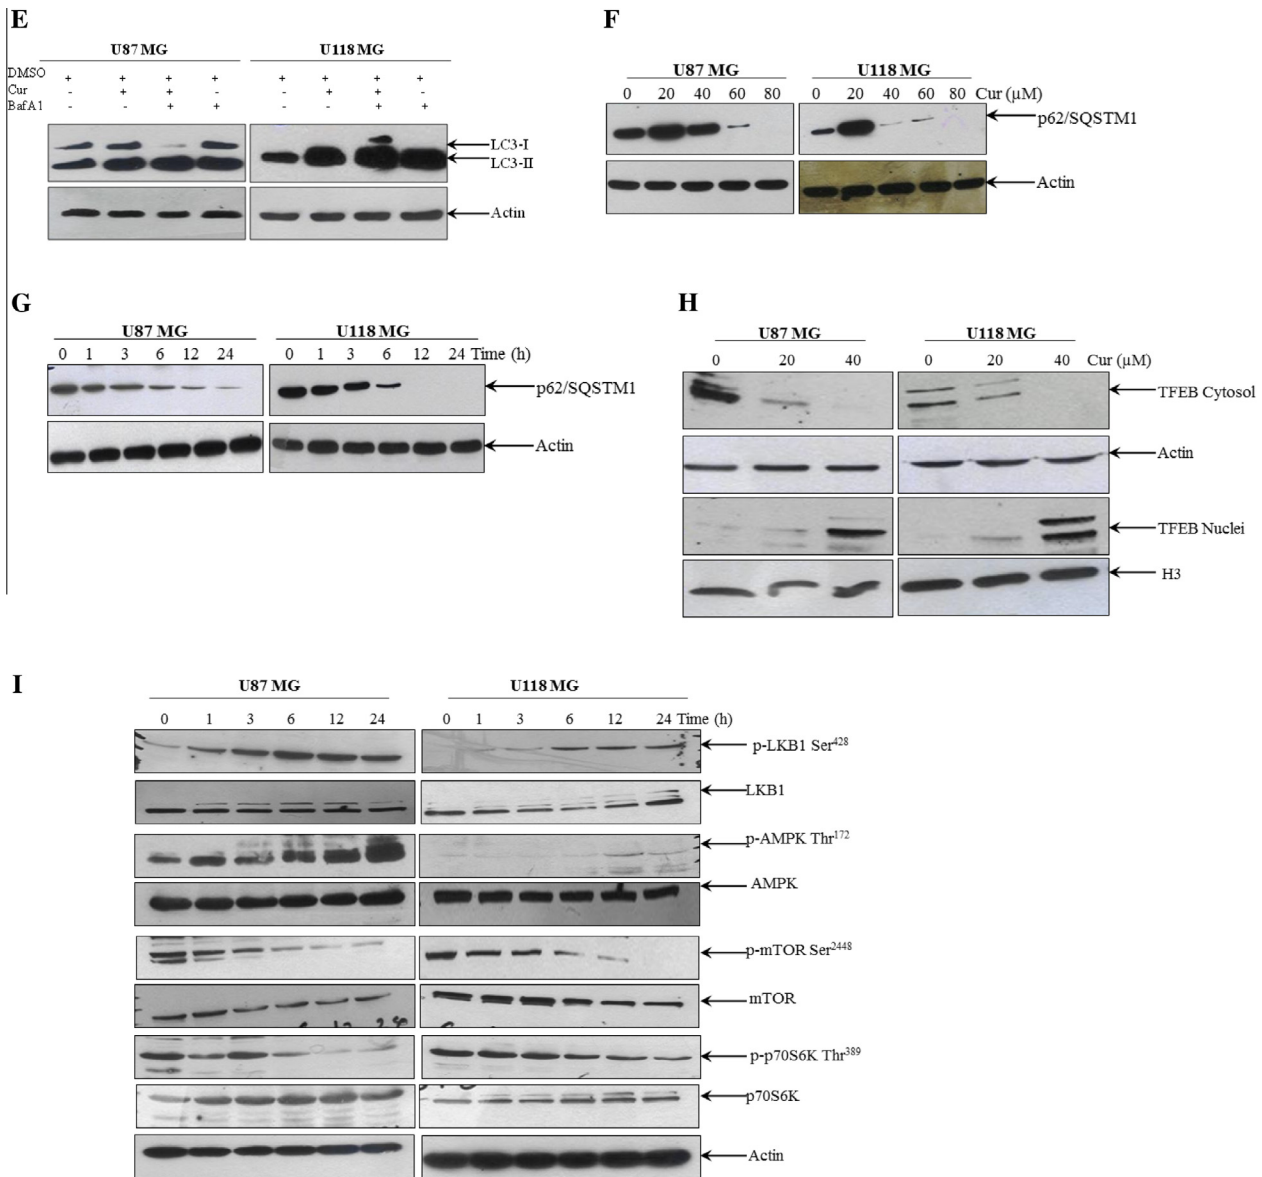 E
U87 MG U118 MG
DMSO + + + + + + + +
Cur - + + - - + + -
BafA1 - - + + - - + +
LC3-I
LC3-II
Actin
F
U87 MG U118 MG
0 20 40 60 80 0 20 40 60 80 Cur (µM)
p62/SQSTM1
Actin
G
U87 MG U118 MG
0 1 3 6 12 24 0 1 3 6 12 24 Time (h)
p62/SQSTM1
Actin
H
U87 MG U118 MG
0 20 40 0 20 40 Cur (µM)
TFEB Cytosol
Actin
TFEB Nuclei
H3
I
U87 MG U118 MG
0 1 3 6 12 24 0 1 3 6 12 24 Time (h)
p-LKB1 Ser428
LKB1
p-AMPK Thr172
AMPK
p-mTOR Ser2448
mTOR
p-p70S6K Thr389
p70S6K
Actin